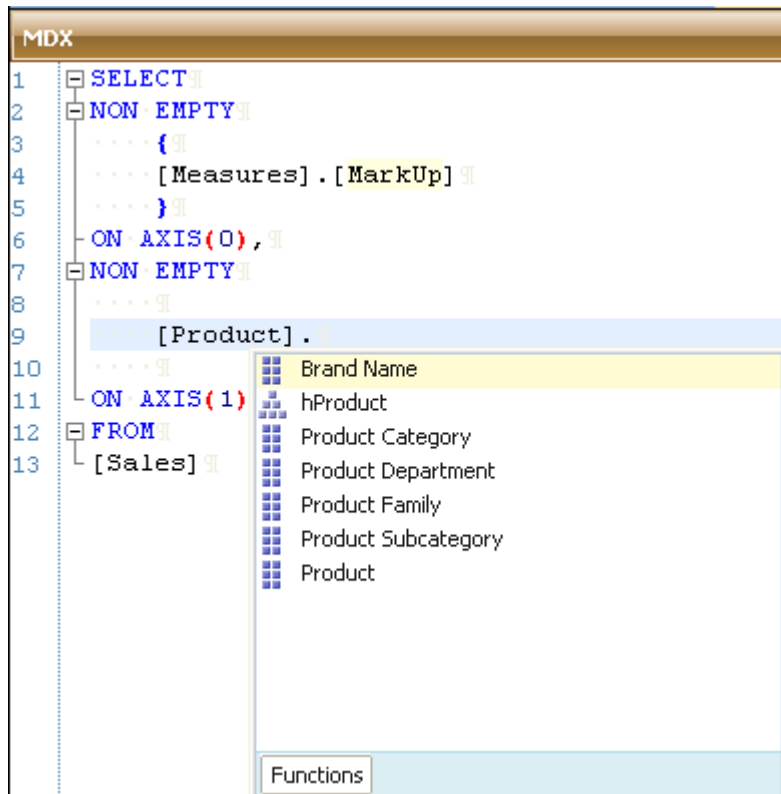 MDX
1 SELECT¶
2 NON·EMPTY¶
3 ····{¶
4 ····[Measures].[MarkUp]¶
5 ····}¶
6 ON·AXIS(0),¶
7 NON·EMPTY¶
8 ····¶
9 ····[Product].¶
10 ····¶
11 ON·AXIS(1)
12 FROM¶
13 [Sales]¶
Brand Name
hProduct
Product Category
Product Department
Product Family
Product Subcategory
Product
Functions